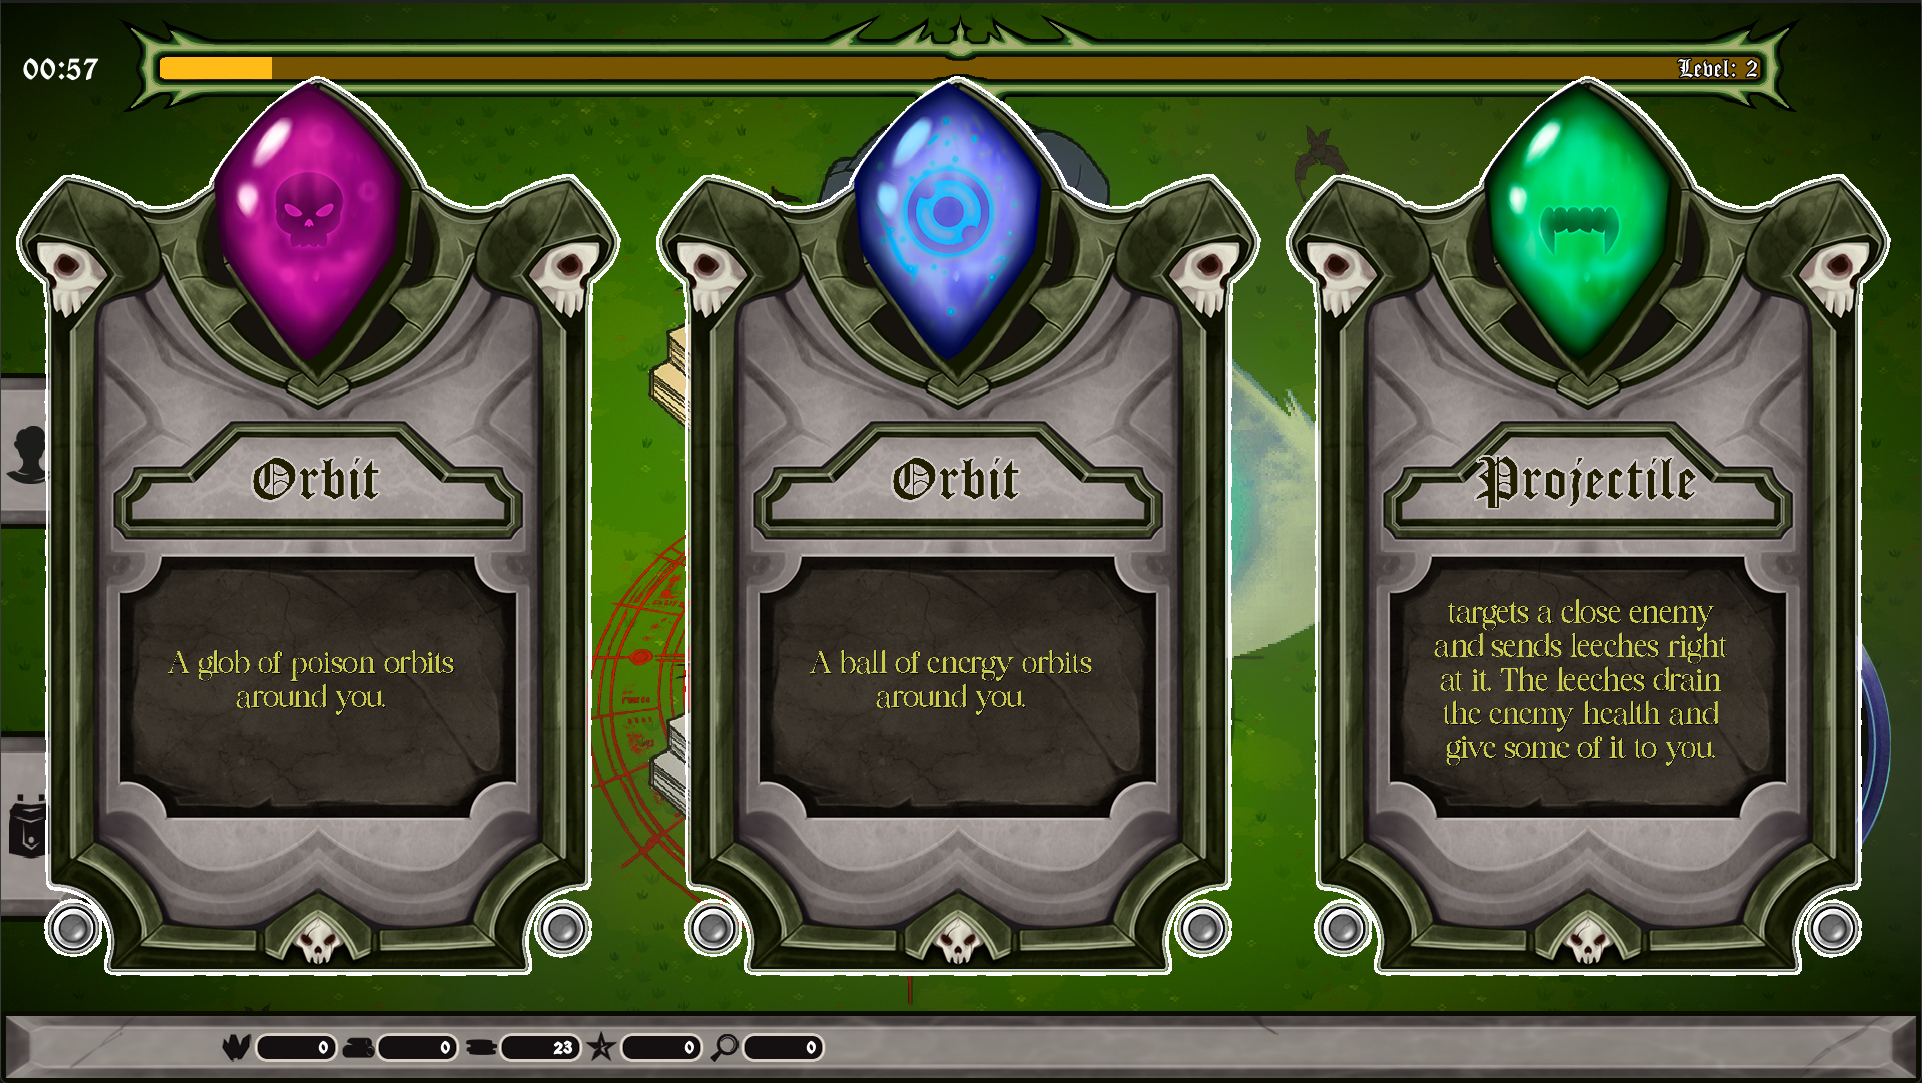 00:57
Level: 2
Orbit
A glob of poison orbits
around you.
Orbit
A ball of energy orbits
around you.
Projectile
targets a close enemy
and sends leeches right
at it. The leeches drain
the enemy health and
give some of it to you.
0
0
23
0
0